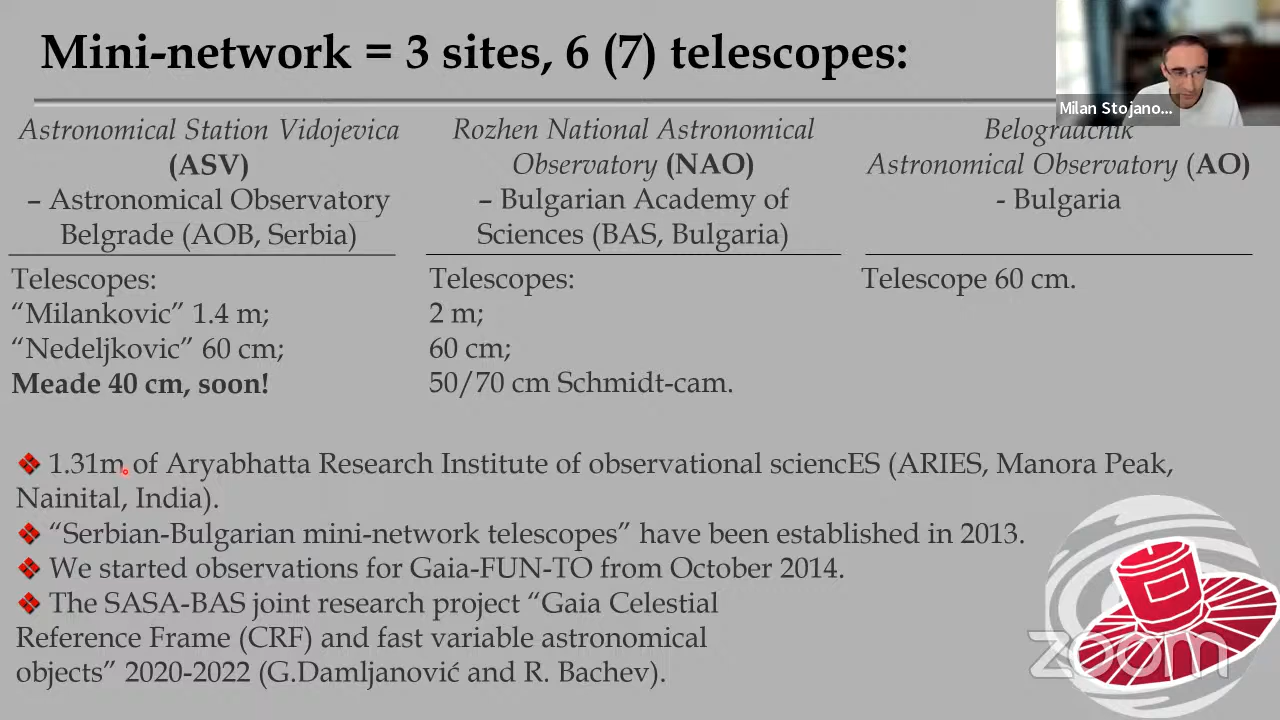 Mini-network = 3 sites, 6 (7) telescopes:
Milan Stojano...
Astronomical Station Vidojevica
(ASV)
– Astronomical Observatory
Belgrade (AOB, Serbia)
Rozhen National Astronomical
Observatory (NAO)
– Bulgarian Academy of
Sciences (BAS, Bulgaria)
Belogradchik
Astronomical Observatory (AO)
- Bulgaria
Telescopes:
“Milankovic” 1.4 m;
“Nedeljkovic” 60 cm;
Meade 40 cm, soon!
Telescopes:
2 m;
60 cm;
50/70 cm Schmidt-cam.
Telescope 60 cm.
❖ 1.31m of Aryabhatta Research Institute of observational sciencES (ARIES, Manora Peak,
Nainital, India).
❖ “Serbian-Bulgarian mini-network telescopes” have been established in 2013.
❖ We started observations for Gaia-FUN-TO from October 2014.
❖ The SASA-BAS joint research project “Gaia Celestial
Reference Frame (CRF) and fast variable astronomical
objects” 2020-2022 (G.Damljanović and R. Bachev).
zoom